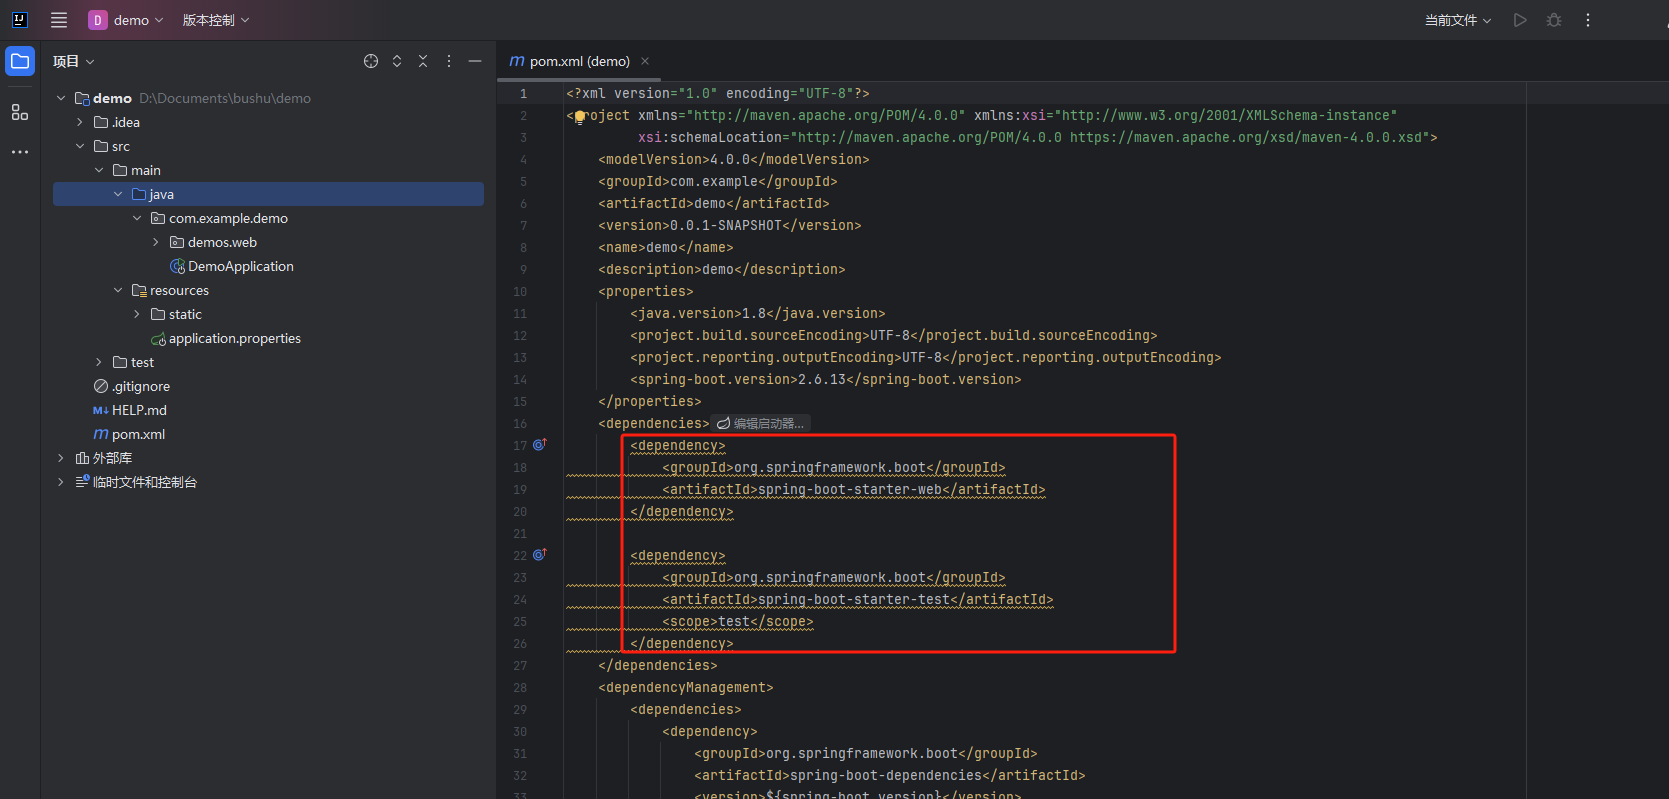 IJ
D demo 版本控制 当前文件
项目
m pom.xml (demo)
demo D:\Documents\bushu\demo
.idea
src
main
java
com.example.demo
demos.web
DemoApplication
resources
static
application.properties
test
.gitignore
M↓ HELP.md
m pom.xml
外部库
临时文件和控制台
1 <?xml version="1.0" encoding="UTF-8"?>
2 <project xmlns="http://maven.apache.org/POM/4.0.0" xmlns:xsi="http://www.w3.org/2001/XMLSchema-instance"
3 xsi:schemaLocation="http://maven.apache.org/POM/4.0.0 https://maven.apache.org/xsd/maven-4.0.0.xsd">
4 <modelVersion>4.0.0</modelVersion>
5 <groupId>com.example</groupId>
6 <artifactId>demo</artifactId>
7 <version>0.0.1-SNAPSHOT</version>
8 <name>demo</name>
9 <description>demo</description>
10 <properties>
11 <java.version>1.8</java.version>
12 <project.build.sourceEncoding>UTF-8</project.build.sourceEncoding>
13 <project.reporting.outputEncoding>UTF-8</project.reporting.outputEncoding>
14 <spring-boot.version>2.6.13</spring-boot.version>
15 </properties>
16 <dependencies> 编辑启动器...
17 <dependency>
18 <groupId>org.springframework.boot</groupId>
19 <artifactId>spring-boot-starter-web</artifactId>
20 </dependency>
21
22 <dependency>
23 <groupId>org.springframework.boot</groupId>
24 <artifactId>spring-boot-starter-test</artifactId>
25 <scope>test</scope>
26 </dependency>
27 </dependencies>
28 <dependencyManagement>
29 <dependencies>
30 <dependency>
31 <groupId>org.springframework.boot</groupId>
32 <artifactId>spring-boot-dependencies</artifactId>
33 <version>${spring-boot.version}</version>